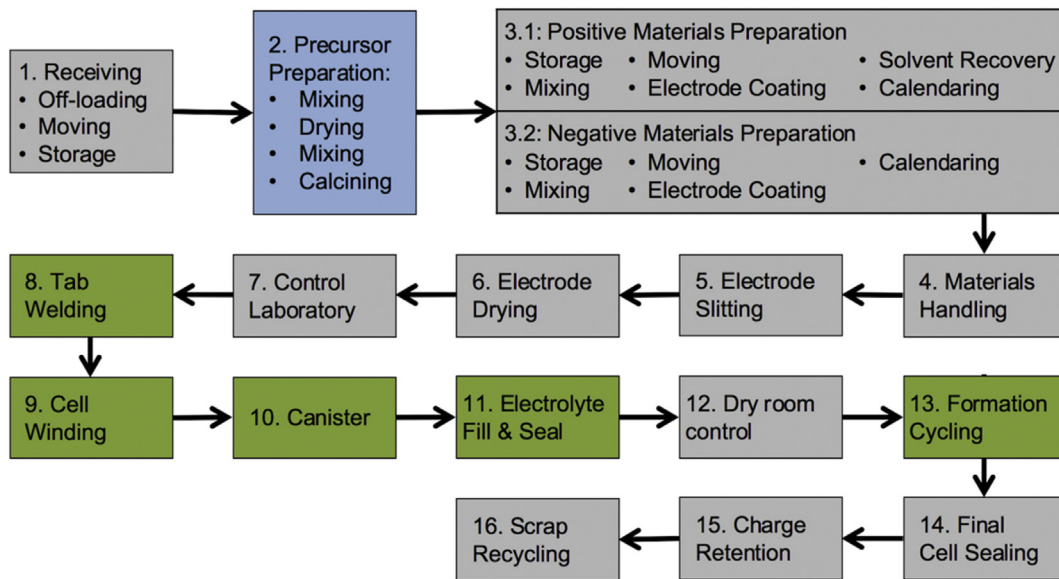 1. Receiving
• Off-loading
• Moving
• Storage
2. Precursor
Preparation:
• Mixing
• Drying
• Mixing
• Calcining
3.1: Positive Materials Preparation
• Storage • Moving • Solvent Recovery
• Mixing • Electrode Coating • Calendaring
3.2: Negative Materials Preparation
• Storage • Moving • Calendaring
• Mixing • Electrode Coating
4. Materials
Handling
5. Electrode
Slitting
6. Electrode
Drying
7. Control
Laboratory
8. Tab
Welding
9. Cell
Winding
10. Canister
11. Electrolyte
Fill & Seal
12. Dry room
control
13. Formation
Cycling
14. Final
Cell Sealing
15. Charge
Retention
16. Scrap
Recycling